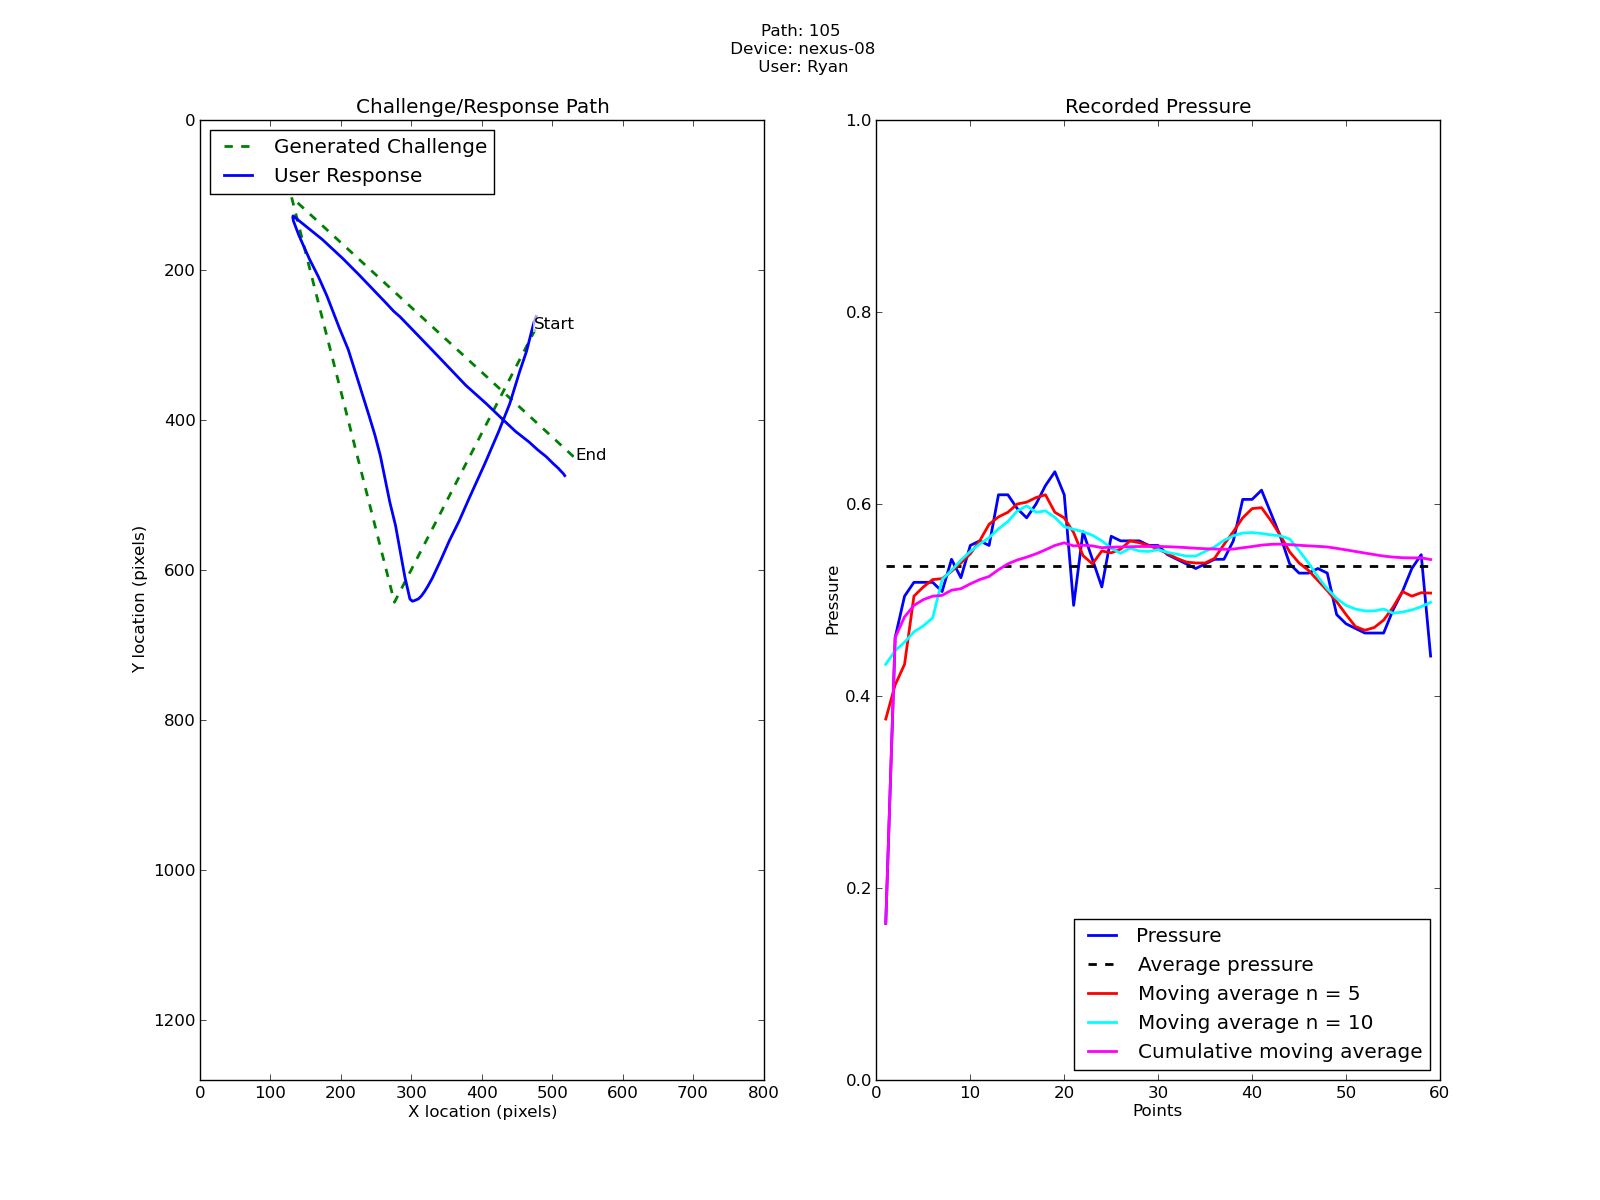 Path: 105
Device: nexus-08
User: Ryan
Challenge/Response Path
Generated Challenge
User Response
Start
End
0
200
400
600
800
1000
1200
Y location (pixels)
0 100 200 300 400 500 600 700 800
X location (pixels)
Recorded Pressure
1.0
0.8
0.6
0.4
0.2
0.0
Pressure
Pressure
Average pressure
Moving average n = 5
Moving average n = 10
Cumulative moving average
0 10 20 30 40 50 60
Points